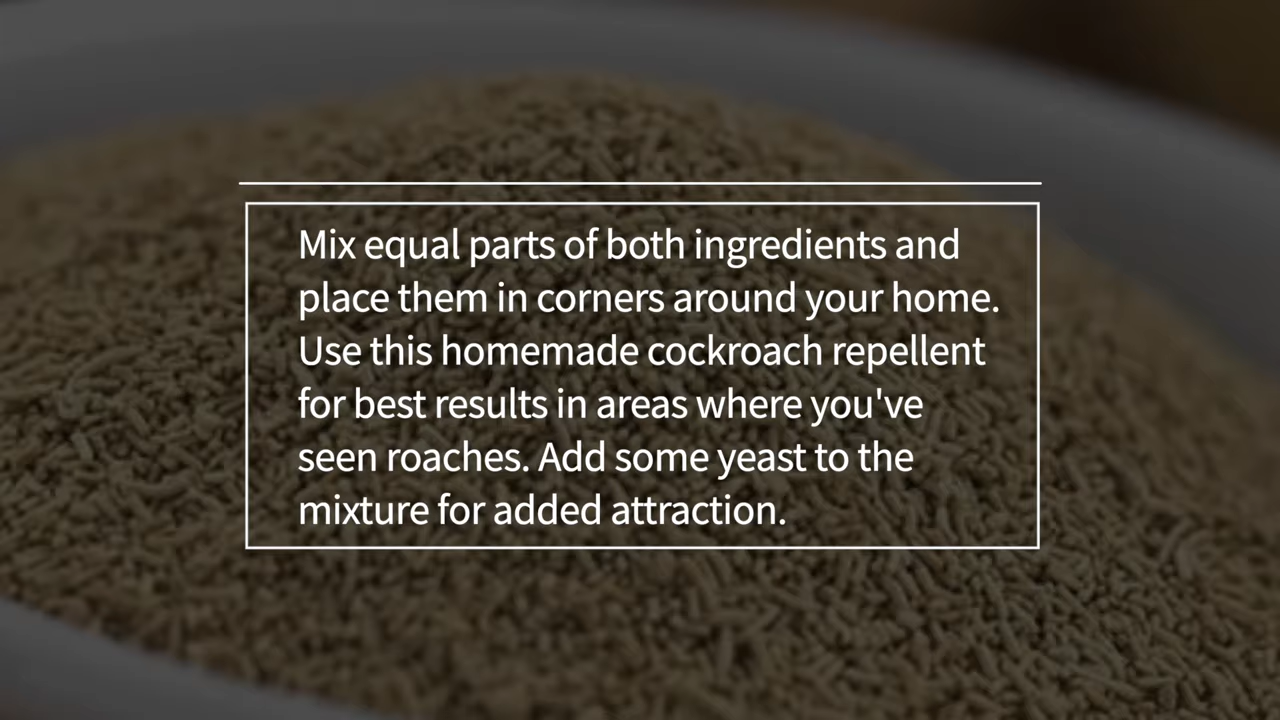 Mix equal parts of both ingredients and
place them in corners around your home.
Use this homemade cockroach repellent
for best results in areas where you've
seen roaches. Add some yeast to the
mixture for added attraction.